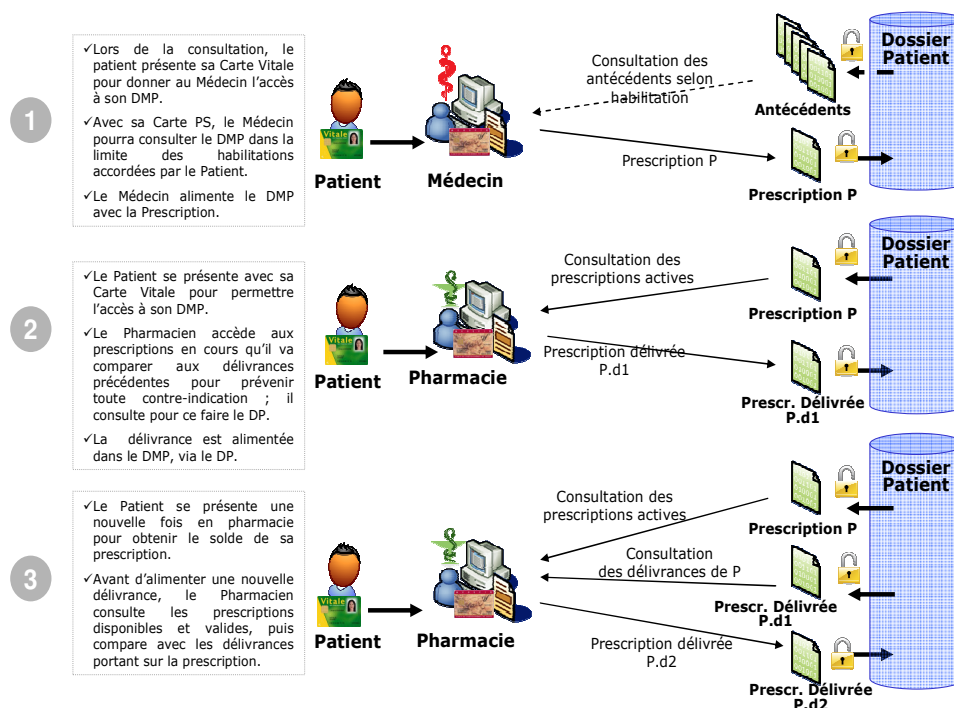 1
✓Lors de la consultation, le
patient présente sa Carte Vitale
pour donner au Médecin l'accès
à son DMP.
✓Avec sa Carte PS, le Médecin
pourra consulter le DMP dans la
limite des habilitations
accordées par le Patient.
✓Le Médecin alimente le DMP
avec la Prescription.
Vitale
Patient
Médecin
Consultation des
antécédents selon
habilitation
Prescription P
Antécédents
Prescription P
Dossier
Patient
2
✓Le Patient se présente avec sa
Carte Vitale pour permettre
l'accès à son DMP.
✓Le Pharmacien accède aux
prescriptions en cours qu'il va
comparer aux délivrances
précédentes pour prévenir
toute contre-indication ; il
consulte pour ce faire le DP.
✓La délivrance est alimentée
dans le DMP, via le DP.
Vitale
Patient
Pharmacie
Consultation des
prescriptions actives
Prescription délivrée
P.d1
Prescription P
Prescr. Délivrée
P.d1
Dossier
Patient
3
✓Le Patient se présente une
nouvelle fois en pharmacie
pour obtenir le solde de sa
prescription.
✓Avant d'alimenter une nouvelle
délivrance, le Pharmacien
consulte les prescriptions
disponibles et valides, puis
compare avec les délivrances
portant sur la prescription.
Vitale
Patient
Pharmacie
Consultation des
prescriptions actives
Consultation
des délivrances de P
Prescription délivrée
P.d2
Prescription P
Prescr. Délivrée
P.d1
Prescr. Délivrée
P.d2
Dossier
Patient